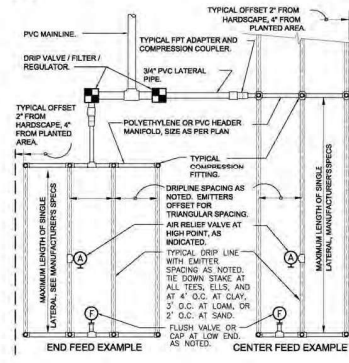 TYPICAL OFFSET
2" FROM
HARDSCAPE, 4"
FROM PLANTED
AREA.
PVC MAINLINE.
TYPICAL FPT ADAPTER AND
COMPRESSION COUPLER.
DRIP VALVE / FILTER /
REGULATOR.
3/4" PVC LATERAL
PIPE.
TYPICAL OFFSET
2" FROM
HARDSCAPE, 4"
FROM PLANTED
AREA.
POLYETHYLENE OR PVC HEADER
MANIFOLD, SIZE AS PER PLAN
TYPICAL
COMPRESSION
FITTING.
DRIPLINE SPACING AS
NOTED. EMITTERS
OFFSET FOR
TRIANGULAR SPACING.
AIR RELIEF VALVE AT
HIGH POINT, AS
INDICATED.
TYPICAL DRIP LINE
WITH EMITTER
SPACING AS NOTED.
TIE DOWN STAKE AT
ALL TEES, ELLS, AND
AT 4' O.C. AT CLAY,
3' O.C. AT LOAM, OR
2' O.C. AT SAND.
FLUSH VALVE OR
CAP AT LOW END.
AS NOTED.
MAXIMUM LENGTH OF SINGLE
LATERAL, SEE MANUFACTURER'S SPECS
MAXIMUM LENGTH OF SINGLE
LATERAL, MANUFACTURER'S SPECS
A
A
F
F
END FEED EXAMPLE
CENTER FEED EXAMPLE